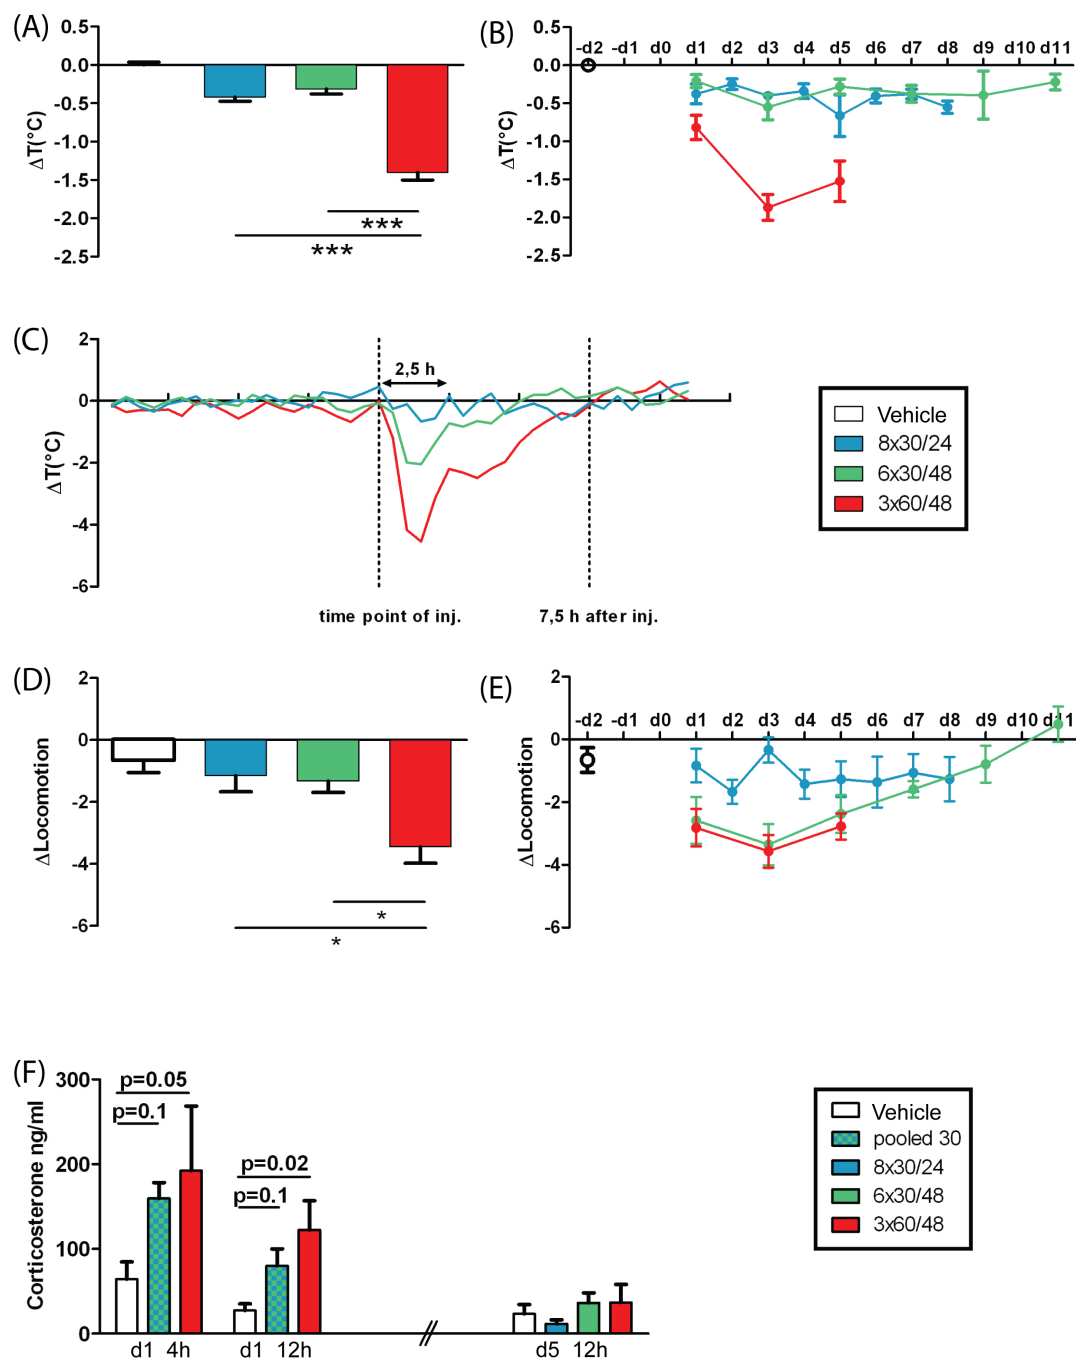 (A)
0.5
0.0
-0.5
-1.0
-1.5
-2.0
-2.5
ΔT(°C)
***
***
(B)
0.5
0.0
-0.5
-1.0
-1.5
-2.0
-2.5
ΔT(°C)
-d2 -d1 d0 d1 d2 d3 d4 d5 d6 d7 d8 d9 d10 d11
(C)
2
0
-2
-4
-6
ΔT(°C)
2,5 h
time point of inj.
7,5 h after inj.
Vehicle
8x30/24
6x30/48
3x60/48
(D)
2
0
-2
-4
-6
ΔLocomotion
*
*
(E)
2
0
-2
-4
-6
ΔLocomotion
-d2 -d1 d0 d1 d2 d3 d4 d5 d6 d7 d8 d9 d10 d11
(F)
300
200
100
0
Corticosterone ng/ml
p=0.05
p=0.1
p=0.02
p=0.1
d1 4h
d1 12h
d5 12h
Vehicle
pooled 30
8x30/24
6x30/48
3x60/48